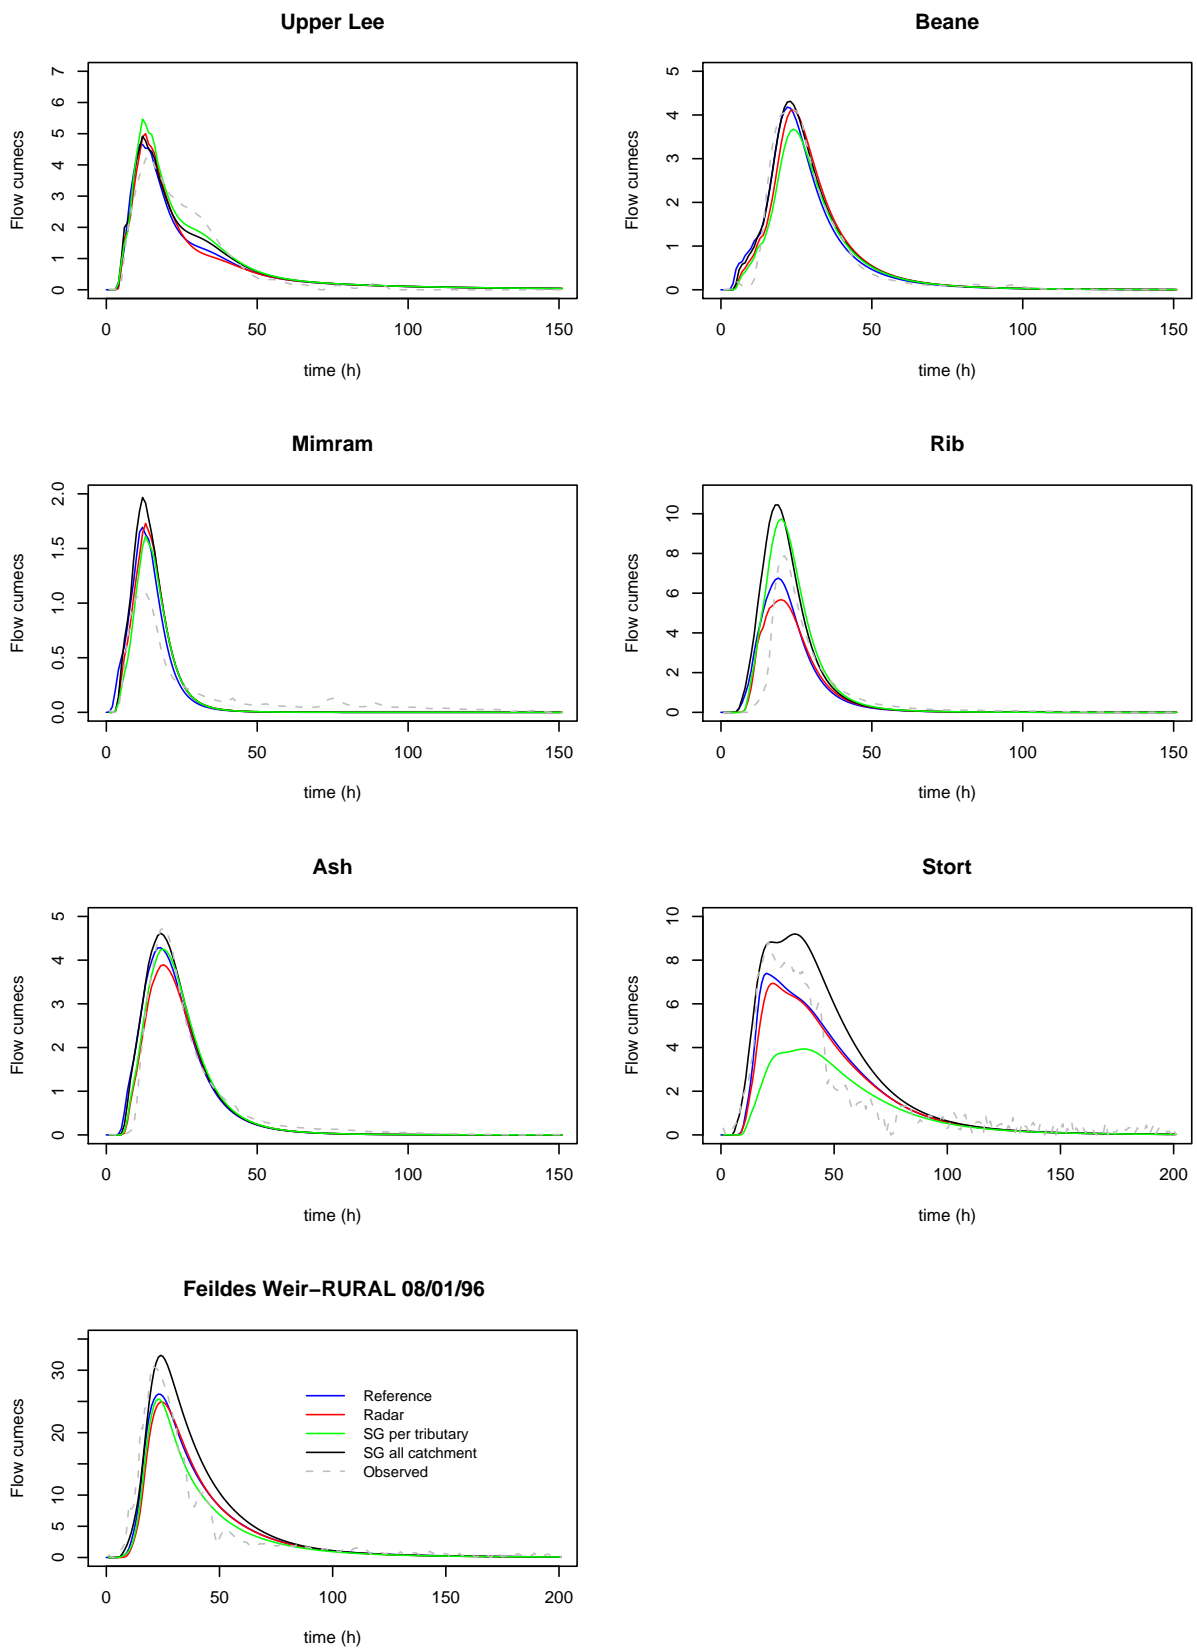 Upper Lee
Flow cumecs
0 1 2 3 4 5 6 7
0 50 100 150
time (h)
Beane
Flow cumecs
0 1 2 3 4 5
0 50 100 150
time (h)
Mimram
Flow cumecs
0.0 0.5 1.0 1.5 2.0
0 50 100 150
time (h)
Rib
Flow cumecs
0 2 4 6 8 10
0 50 100 150
time (h)
Ash
Flow cumecs
0 1 2 3 4 5
0 50 100 150
time (h)
Stort
Flow cumecs
0 2 4 6 8 10
0 50 100 150 200
time (h)
Feildes Weir−RURAL 08/01/96
Flow cumecs
0 5 10 20 30
Reference
Radar
SG per tributary
SG all catchment
Observed
0 50 100 150 200
time (h)